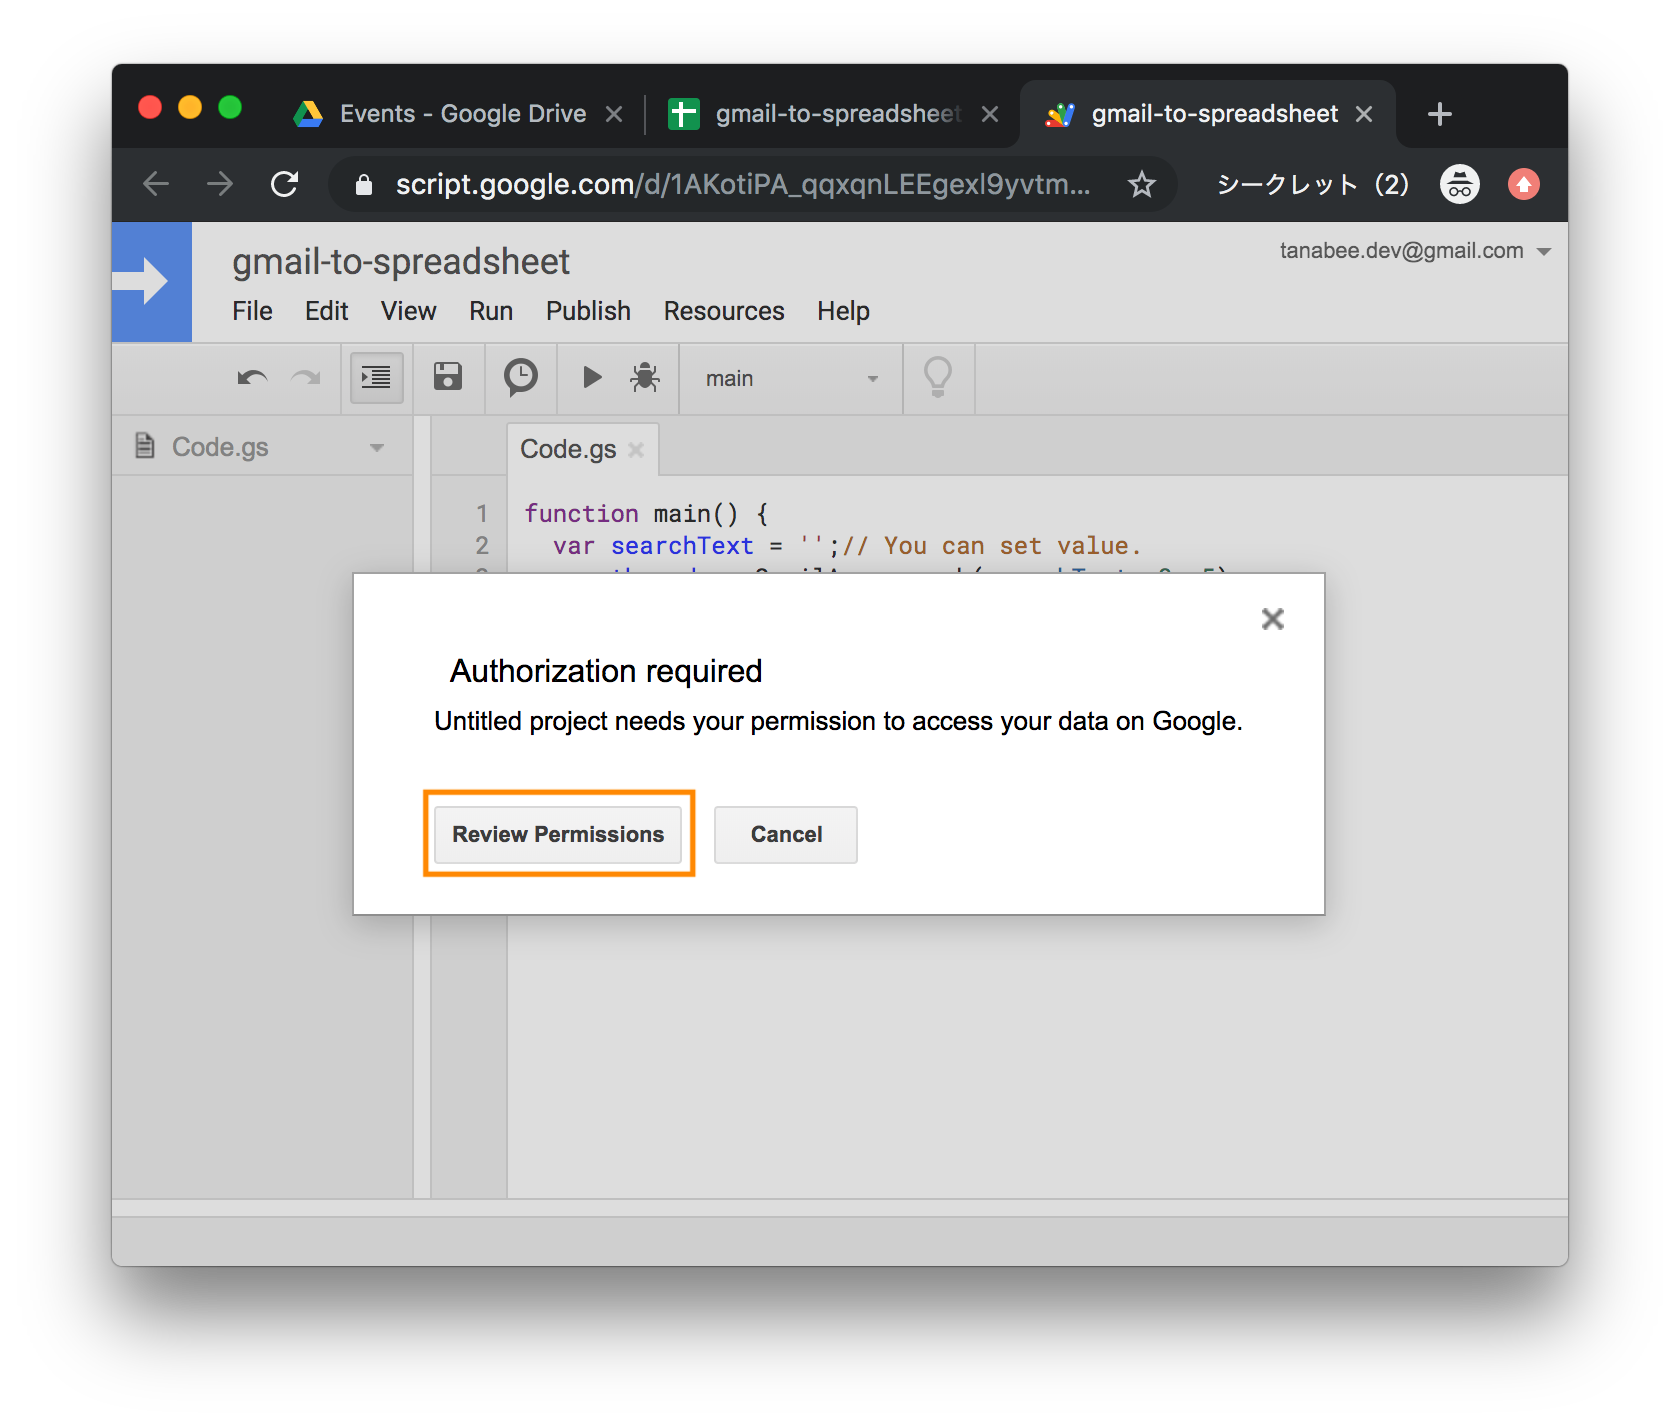 Events - Google Drive
gmail-to-spreadsheet
gmail-to-spreadsheet
script.google.com/d/1AKotiPA_qqxqnLEEgexl9yvtm...
シークレット（2）
gmail-to-spreadsheet
tanabee.dev@gmail.com
File Edit View Run Publish Resources Help
main
Code.gs
Code.gs
1 function main() {
2 var searchText = '';// You can set value.
Authorization required
Untitled project needs your permission to access your data on Google.
Review Permissions
Cancel